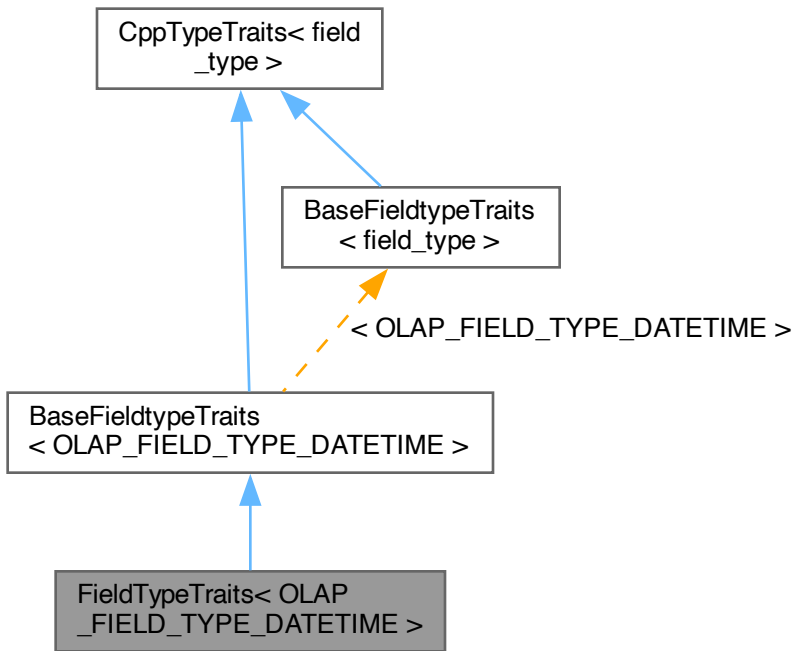 CppTypeTraits< field
_type >
BaseFieldtypeTraits
< field_type >
< OLAP_FIELD_TYPE_DATETIME >
BaseFieldtypeTraits
< OLAP_FIELD_TYPE_DATETIME >
FieldTypeTraits< OLAP
_FIELD_TYPE_DATETIME >